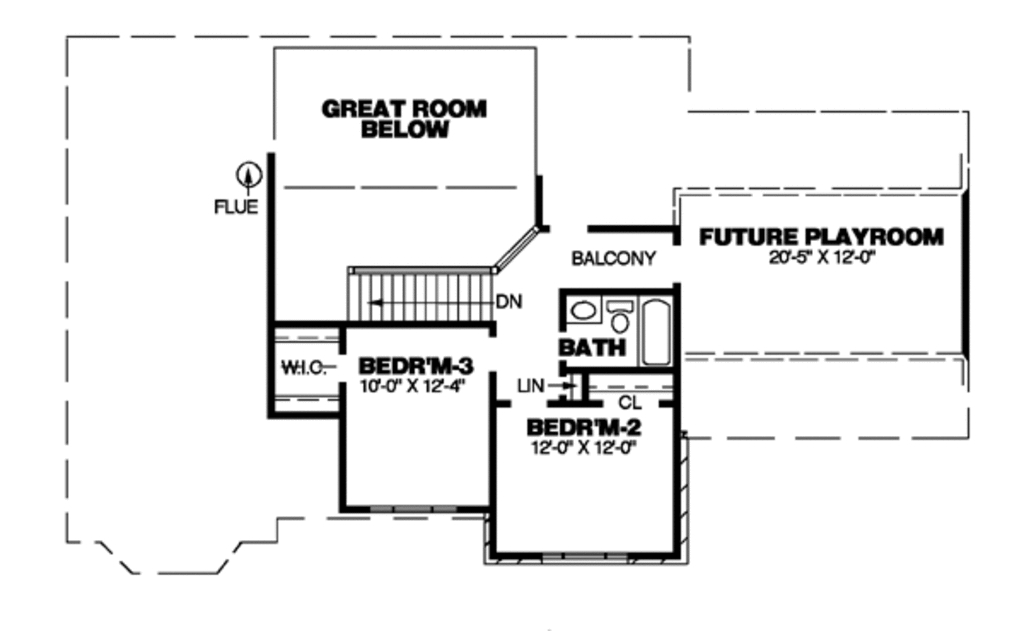 GREAT ROOM
BELOW
FLUE
BALCONY
FUTURE PLAYROOM
20'-5" X 12'-0"
DN
BATH
W.I.C.
BEDR'M-3
10'-0" X 12'-4"
LIN
CL
BEDR'M-2
12'-0" X 12'-0"